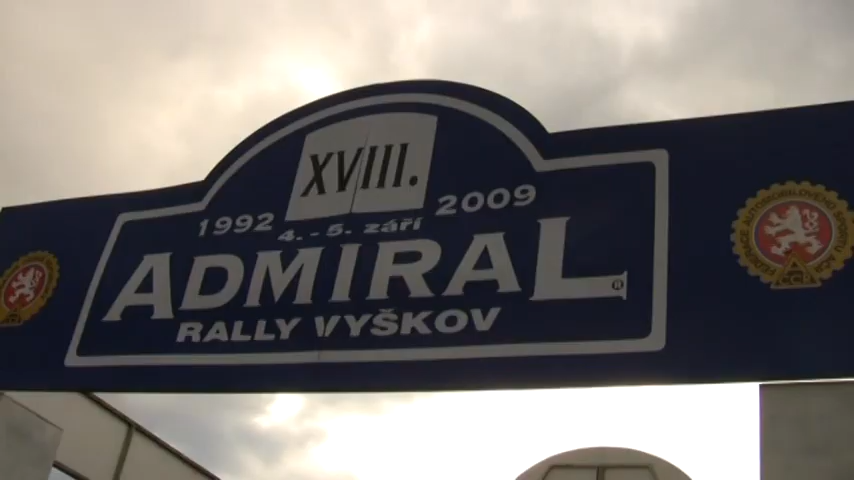 XVIII.
1992 2009
4. - 5. září
ADMIRAL®
RALLY VYŠKOV